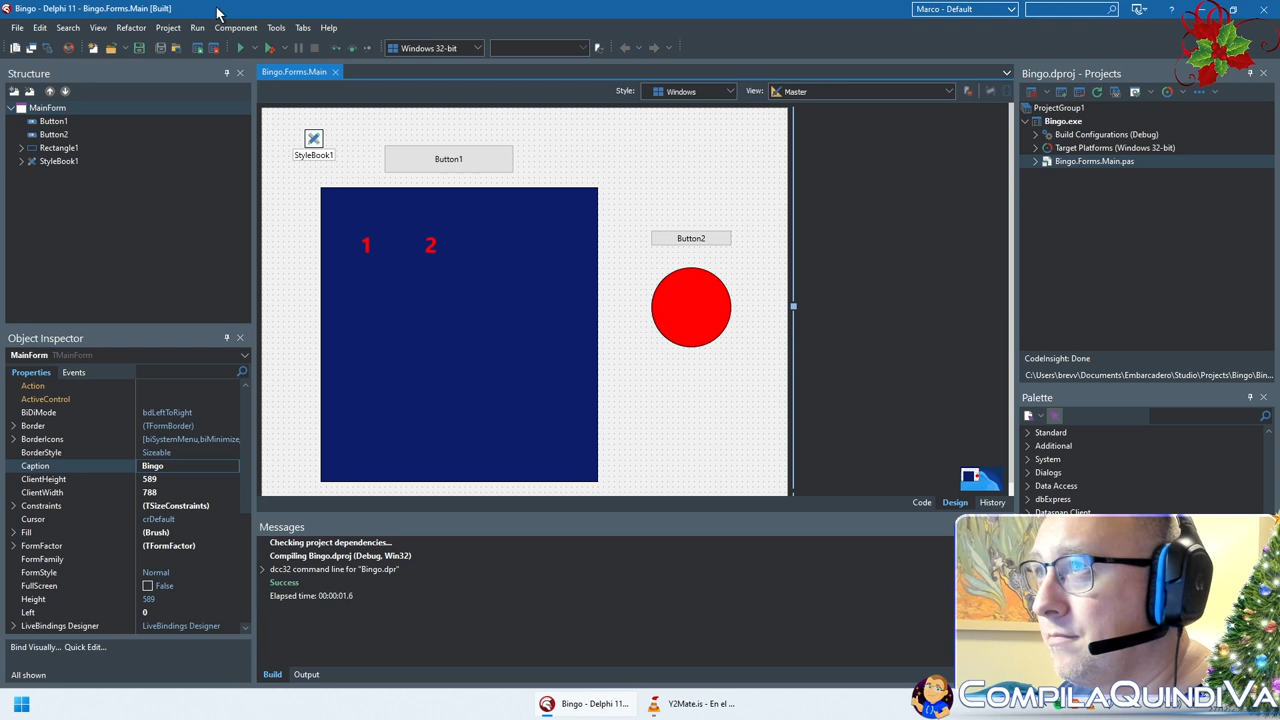 Bingo - Delphi 11 - Bingo.Forms.Main [Built]
Marco - Default
File Edit Search View Refactor Project Run Component Tools Tabs Help
Windows 32-bit
Structure
MainForm
Button1
Button2
Rectangle1
StyleBook1
Object Inspector
MainForm TMainForm
Properties Events
Action
ActiveControl
BiDiMode bdLeftToRight
Border (TFormBorder)
BorderIcons [biSystemMenu,biMinimize,
BorderStyle Sizeable
Caption Bingo
ClientHeight 589
ClientWidth 788
Constraints (TSizeConstraints)
Cursor crDefault
Fill (Brush)
FormFactor (TFormFactor)
FormFamily
FormStyle Normal
FullScreen False
Height 589
Left 0
LiveBindings Designer LiveBindings Designer
Bind Visually... Quick Edit...
All shown
Bingo.Forms.Main
Style: Windows View: Master
StyleBook1
Button1
1 2
Button2
Code Design History
Messages
Checking project dependencies...
Compiling Bingo.dproj (Debug, Win32)
dcc32 command line for "Bingo.dpr"
Success
Elapsed time: 00:00:01.6
Build Output
Bingo.dproj - Projects
ProjectGroup1
Bingo.exe
Build Configurations (Debug)
Target Platforms (Windows 32-bit)
Bingo.Forms.Main.pas
CodeInsight: Done
C:\Users\brevv\Documents\Embarcadero\Studio\Projects\Bingo\Bin...
Palette
Standard
Additional
System
Dialogs
Data Access
dbExpress
Datasnap Client
Bingo - Delphi 11...
Y2Mate.is - En el ...
CompilaQuindiVa